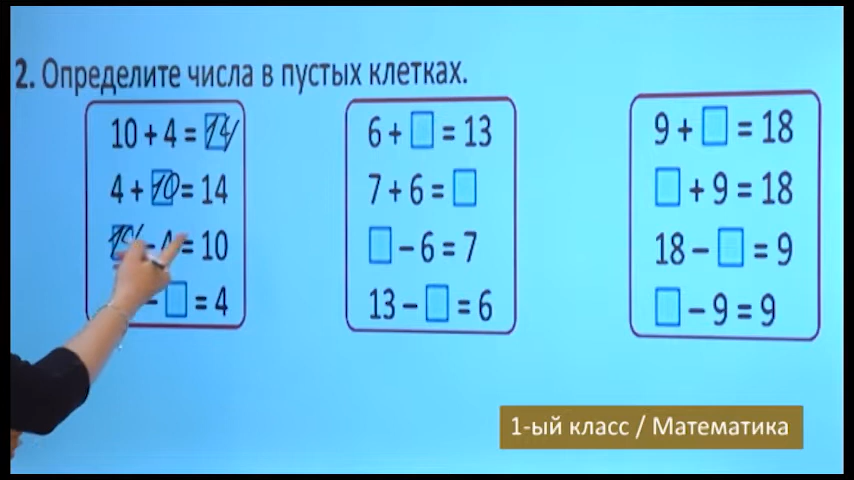 2. Определите числа в пустых клетках.
10 + 4 = 14
4 + 10 = 14
14 – 4 = 10
– = 4
6 + = 13
7 + 6 =
– 6 = 7
13 – = 6
9 + = 18
+ 9 = 18
18 – = 9
– 9 = 9
1-ый класс / Математика